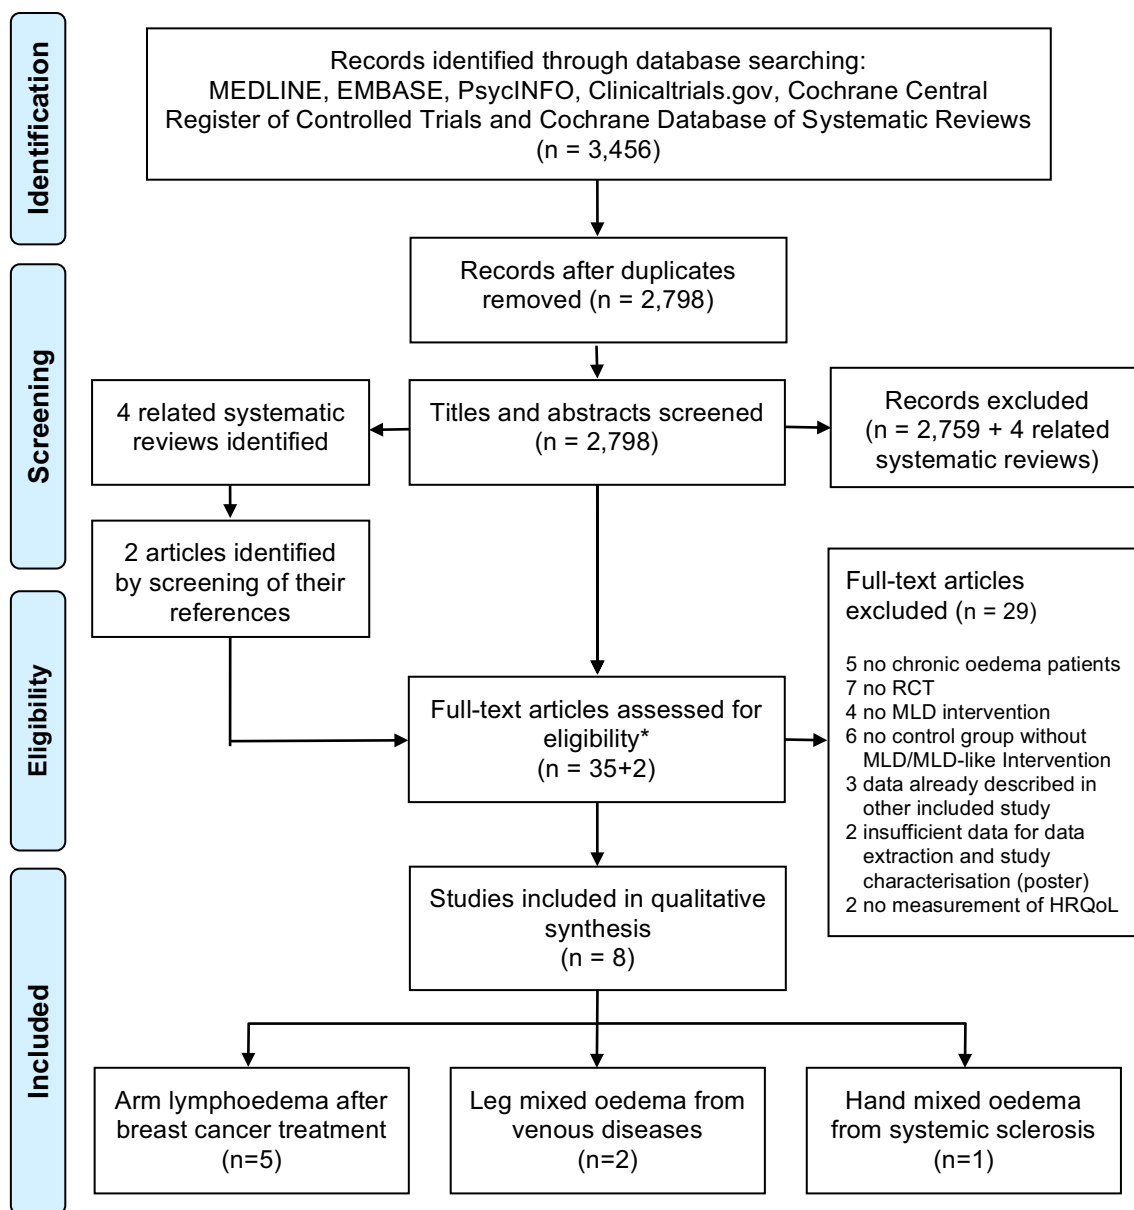 Identification
Records identified through database searching:
MEDLINE, EMBASE, PsycINFO, Clinicaltrials.gov, Cochrane Central
Register of Controlled Trials and Cochrane Database of Systematic Reviews
(n = 3,456)
Records after duplicates
removed (n = 2,798)
Screening
4 related systematic
reviews identified
Titles and abstracts screened
(n = 2,798)
Records excluded
(n = 2,759 + 4 related
systematic reviews)
2 articles identified
by screening of their
references
Eligibility
Full-text articles assessed for
eligibility*
(n = 35+2)
Full-text articles
excluded (n = 29)
5 no chronic oedema patients
7 no RCT
4 no MLD intervention
6 no control group without
MLD/MLD-like Intervention
3 data already described in
other included study
2 insufficient data for data
extraction and study
characterisation (poster)
2 no measurement of HRQoL
Included
Studies included in qualitative
synthesis
(n = 8)
Arm lymphoedema after
breast cancer treatment
(n=5)
Leg mixed oedema from
venous diseases
(n=2)
Hand mixed oedema
from systemic sclerosis
(n=1)